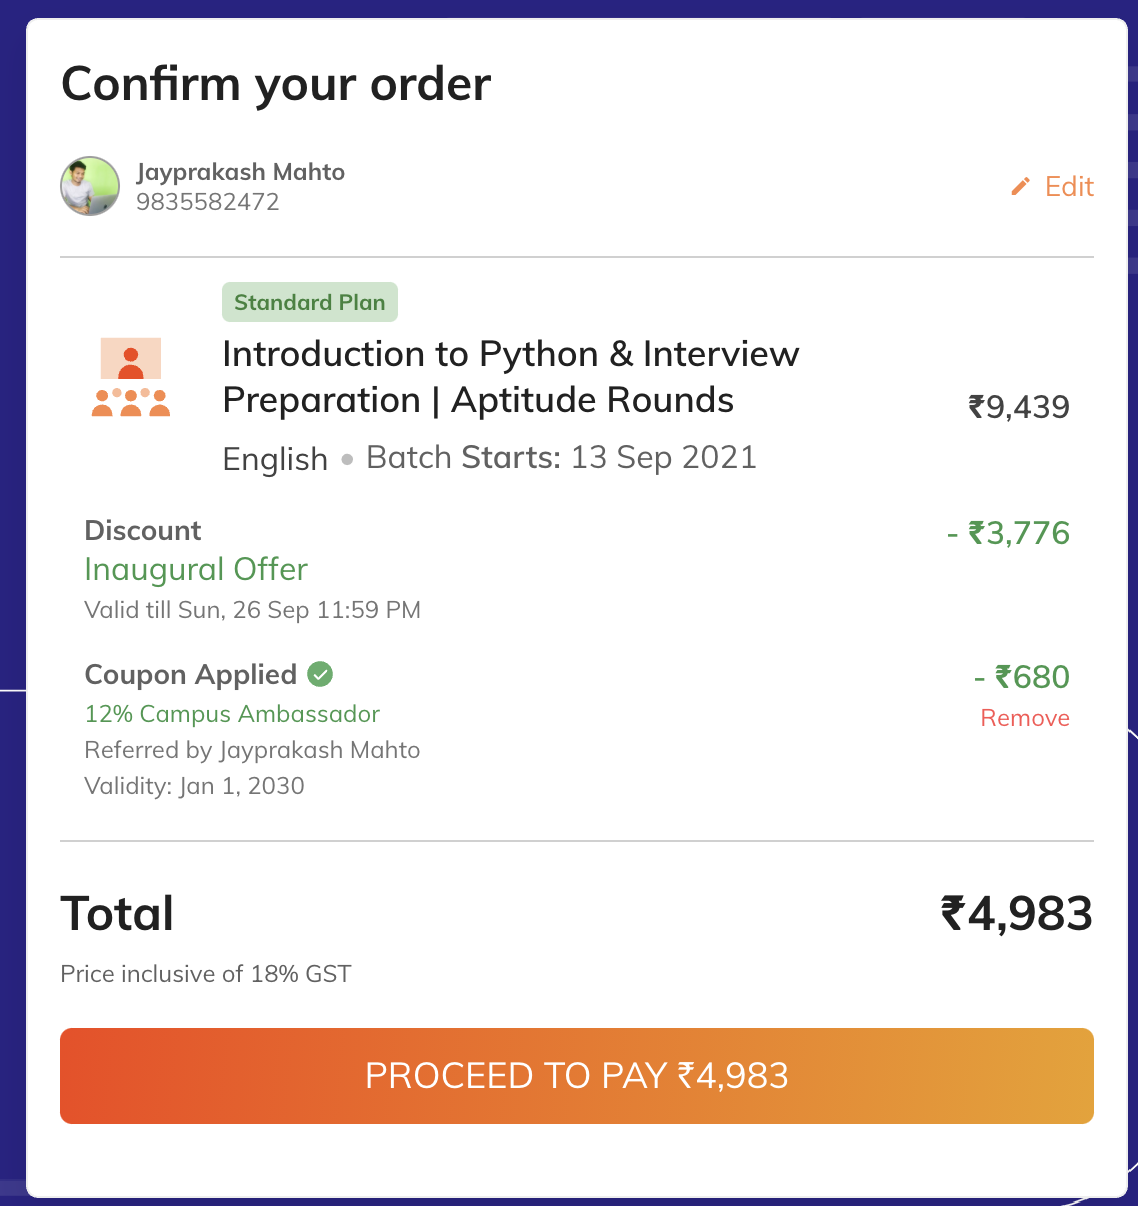 Confirm your order
Jayprakash Mahto
9835582472
Edit
Standard Plan
Introduction to Python & Interview
Preparation | Aptitude Rounds
₹9,439
English • Batch Starts: 13 Sep 2021
Discount
- ₹3,776
Inaugural Offer
Valid till Sun, 26 Sep 11:59 PM
Coupon Applied
- ₹680
12% Campus Ambassador
Remove
Referred by Jayprakash Mahto
Validity: Jan 1, 2030
Total
₹4,983
Price inclusive of 18% GST
PROCEED TO PAY ₹4,983